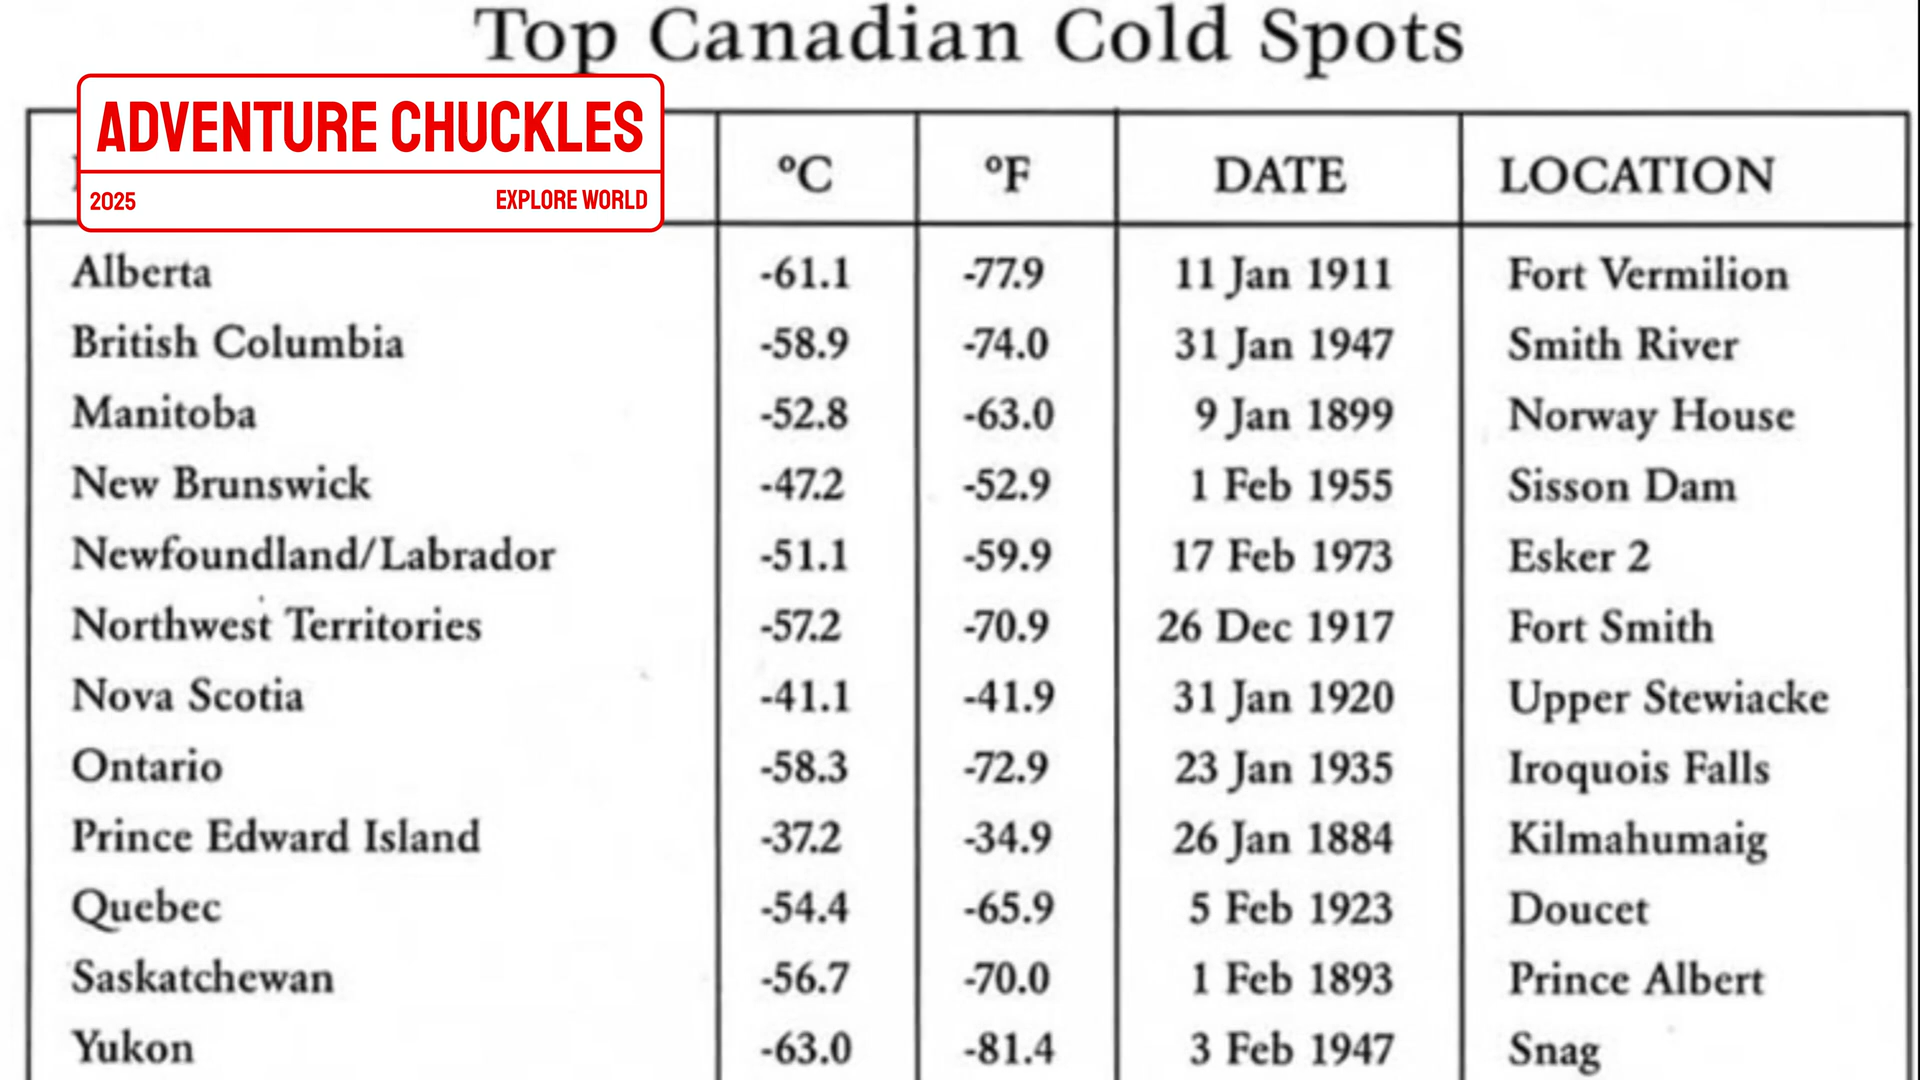 Top Canadian Cold Spots
ADVENTURE CHUCKLES
2025 EXPLORE WORLD
°C °F DATE LOCATION
Alberta -61.1 -77.9 11 Jan 1911 Fort Vermilion
British Columbia -58.9 -74.0 31 Jan 1947 Smith River
Manitoba -52.8 -63.0 9 Jan 1899 Norway House
New Brunswick -47.2 -52.9 1 Feb 1955 Sisson Dam
Newfoundland/Labrador -51.1 -59.9 17 Feb 1973 Esker 2
Northwest Territories -57.2 -70.9 26 Dec 1917 Fort Smith
Nova Scotia -41.1 -41.9 31 Jan 1920 Upper Stewiacke
Ontario -58.3 -72.9 23 Jan 1935 Iroquois Falls
Prince Edward Island -37.2 -34.9 26 Jan 1884 Kilmahumaig
Quebec -54.4 -65.9 5 Feb 1923 Doucet
Saskatchewan -56.7 -70.0 1 Feb 1893 Prince Albert
Yukon -63.0 -81.4 3 Feb 1947 Snag